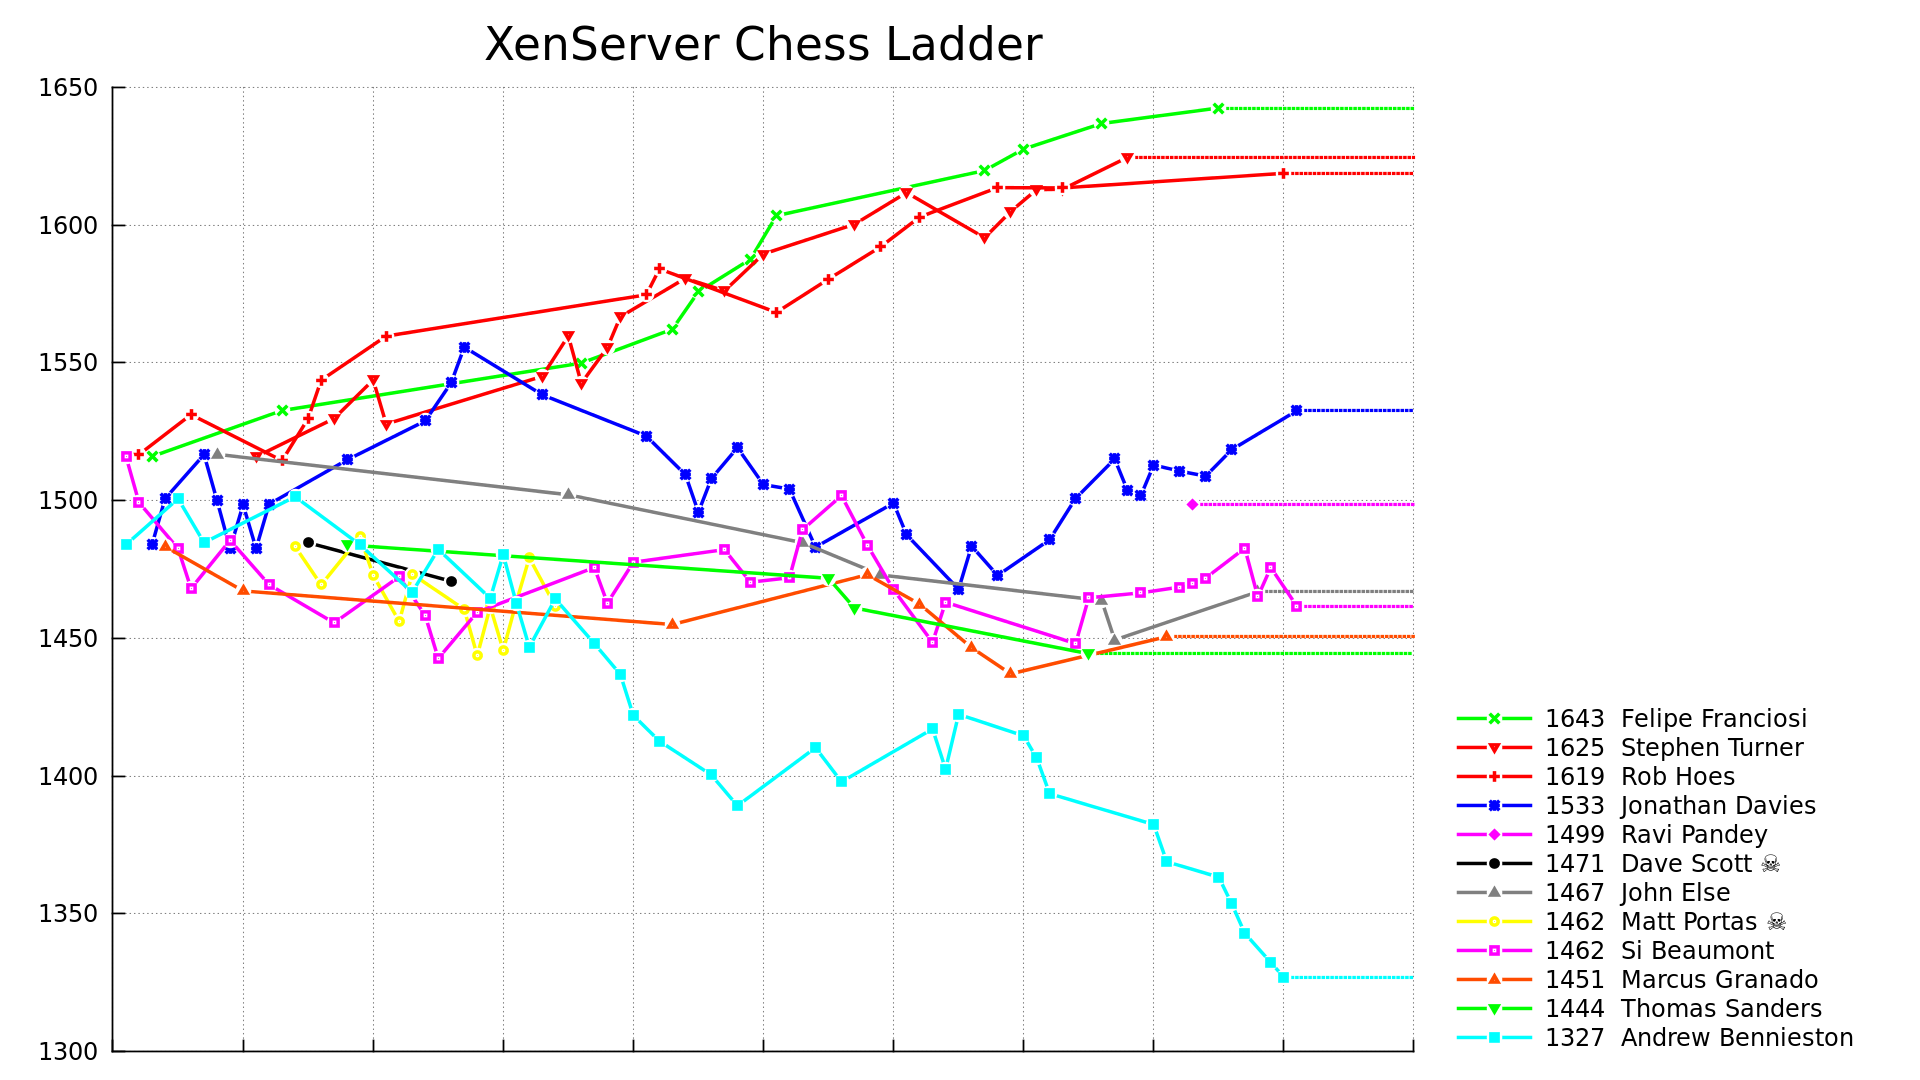 XenServer Chess Ladder
1650
1600
1550
1500
1450
1400
1350
1300
1643 Felipe Franciosi
1625 Stephen Turner
1619 Rob Hoes
1533 Jonathan Davies
1499 Ravi Pandey
1471 Dave Scott ☠
1467 John Else
1462 Matt Portas ☠
1462 Si Beaumont
1451 Marcus Granado
1444 Thomas Sanders
1327 Andrew Bennieston